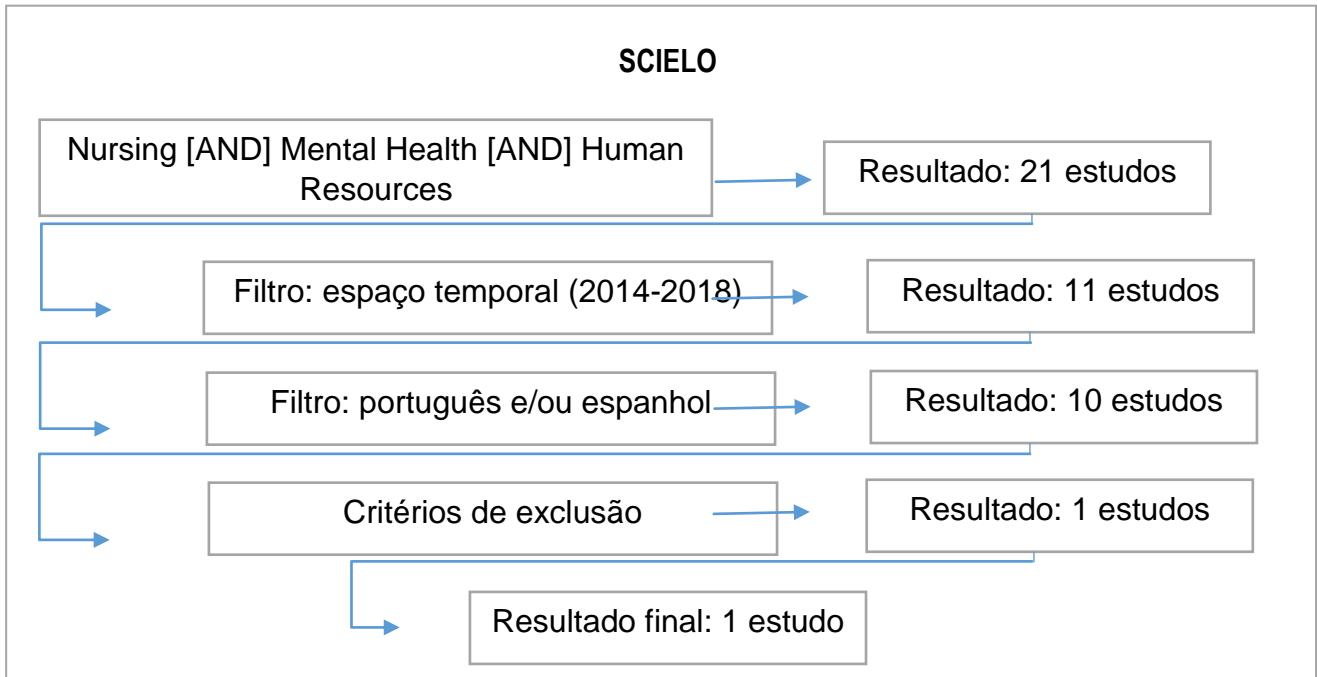 SCIELO
Nursing [AND] Mental Health [AND] Human
Resources
Resultado: 21 estudos
Filtro: espaço temporal (2014-2018)
Resultado: 11 estudos
Filtro: português e/ou espanhol
Resultado: 10 estudos
Critérios de exclusão
Resultado: 1 estudos
Resultado final: 1 estudo